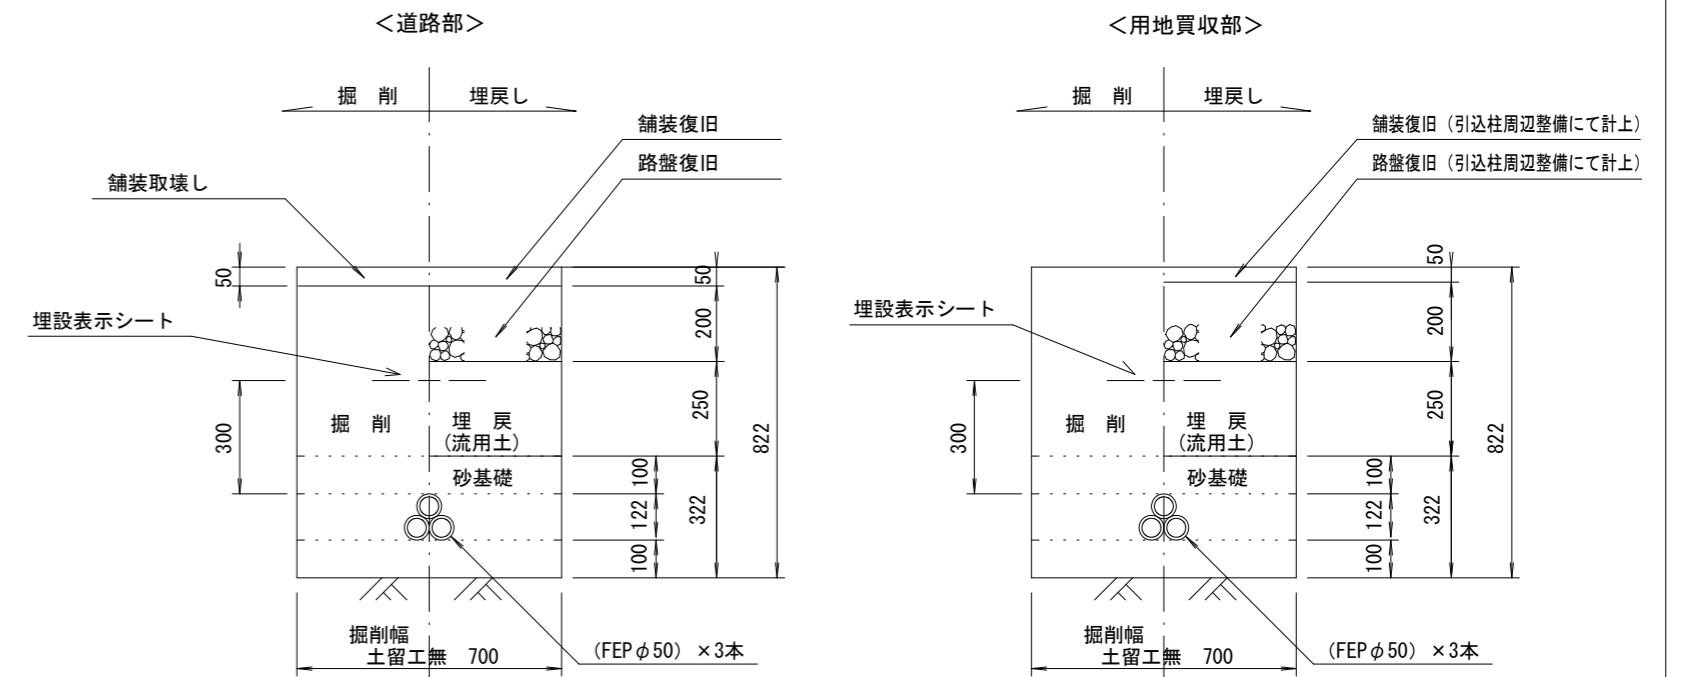 ＜道路部＞
掘　削
埋戻し
舗装復旧
路盤復旧
舗装取壊し
50
50
埋設表示シート
200
300
掘　削
埋　戻
(流用土)
250
822
砂基礎
100
122
322
100
掘削幅
土留工無　700
(FEPφ50) ×3本
＜用地買収部＞
掘　削
埋戻し
舗装復旧（引込柱周辺整備にて計上）
路盤復旧（引込柱周辺整備にて計上）
50
埋設表示シート
200
300
掘　削
埋　戻
(流用土)
250
822
砂基礎
100
122
322
100
掘削幅
土留工無　700
(FEPφ50) ×3本